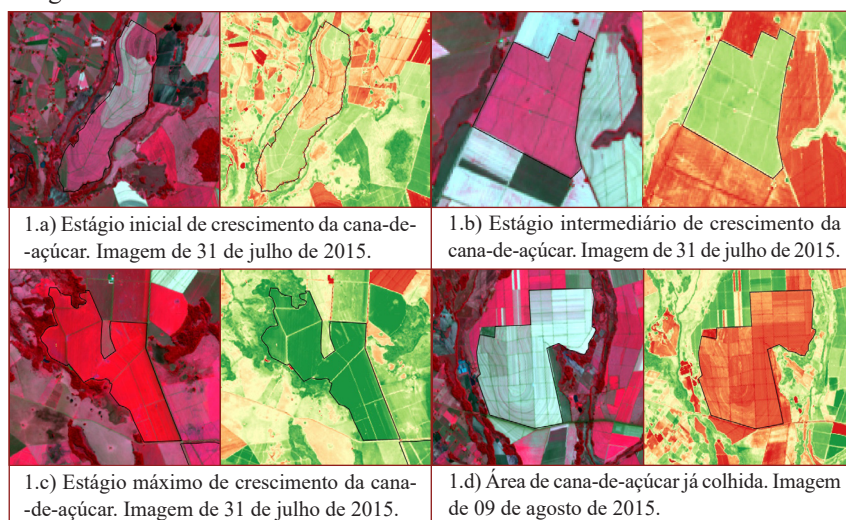 1.a) Estágio inicial de crescimento da cana-de-
-açúcar. Imagem de 31 de julho de 2015.
1.b) Estágio intermediário de crescimento da
cana-de-açúcar. Imagem de 31 de julho de 2015.
1.c) Estágio máximo de crescimento da cana-
-de-açúcar. Imagem de 31 de julho de 2015.
1.d) Área de cana-de-açúcar já colhida. Imagem
de 09 de agosto de 2015.